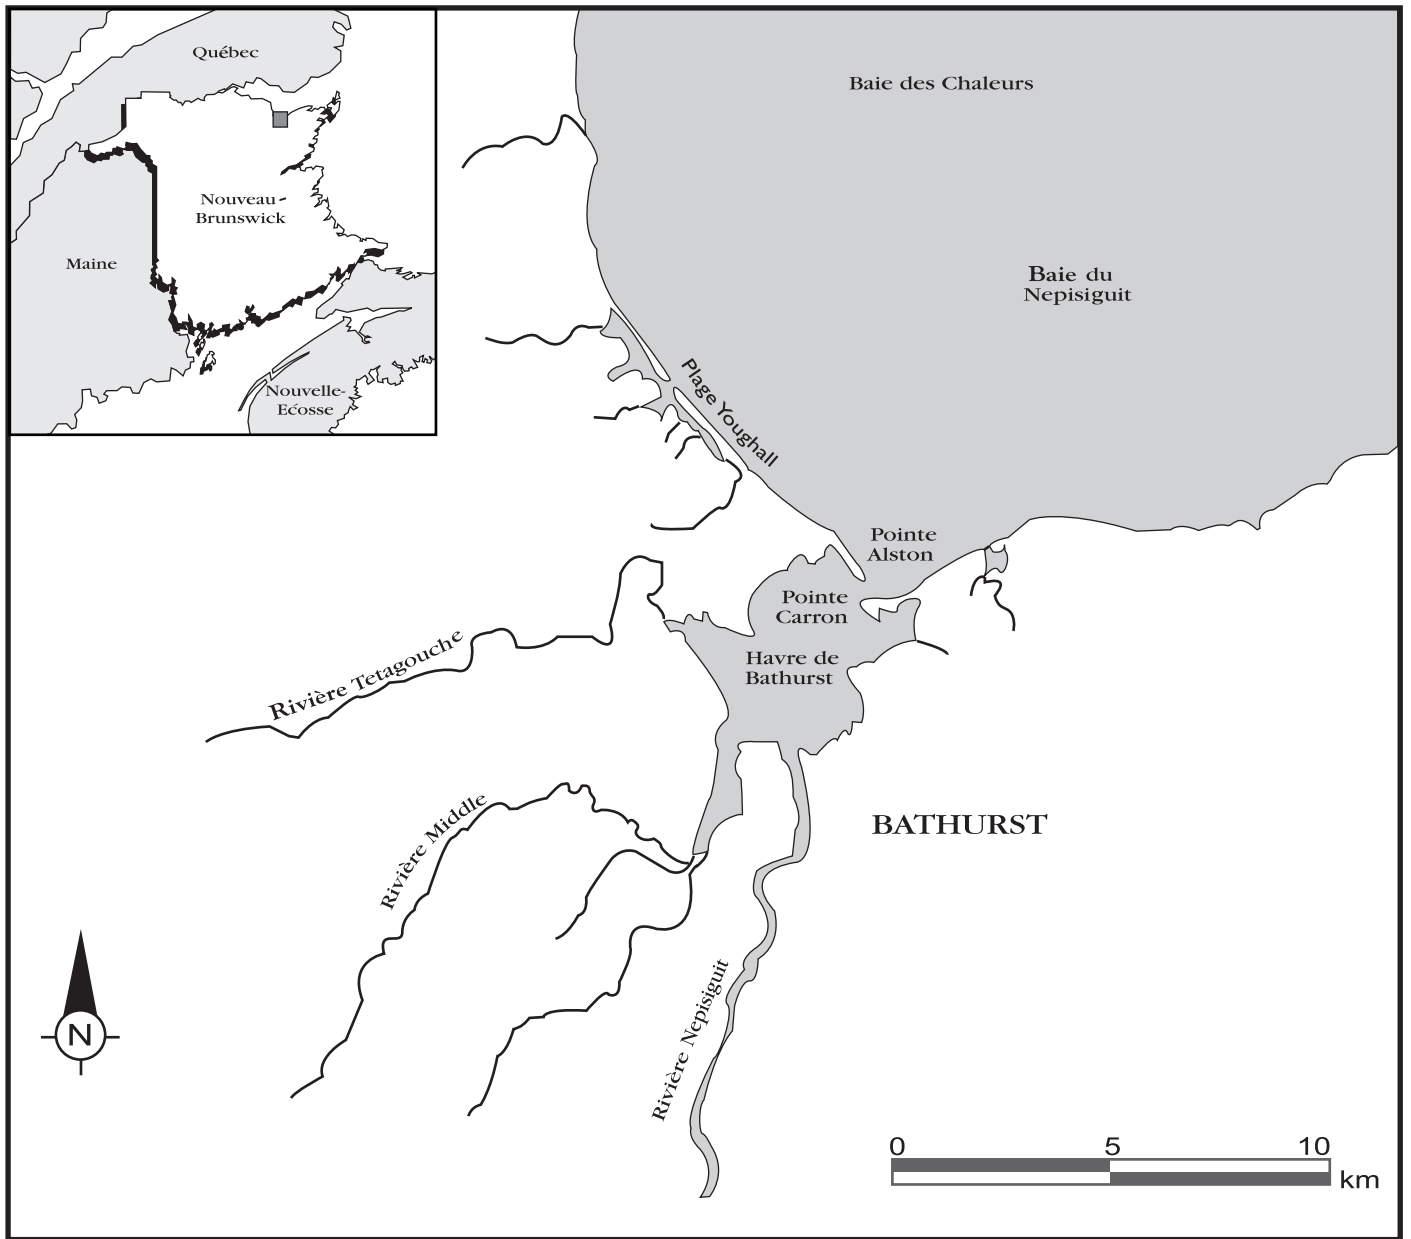 Québec
Nouveau-
Brunswick
Maine
Nouvelle-
Ecosse
Baie des Chaleurs
Baie du
Nepisiguit
Plage Youghall
Pointe
Alston
Pointe
Carron
Havre de
Bathurst
Rivière Tetagouche
Rivière Middle
BATHURST
Rivière Nepisiguit
N
0 5 10
km